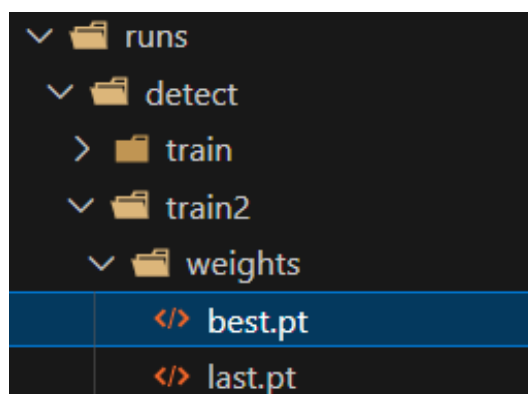 runs
detect
train
train2
weights
best.pt
last.pt